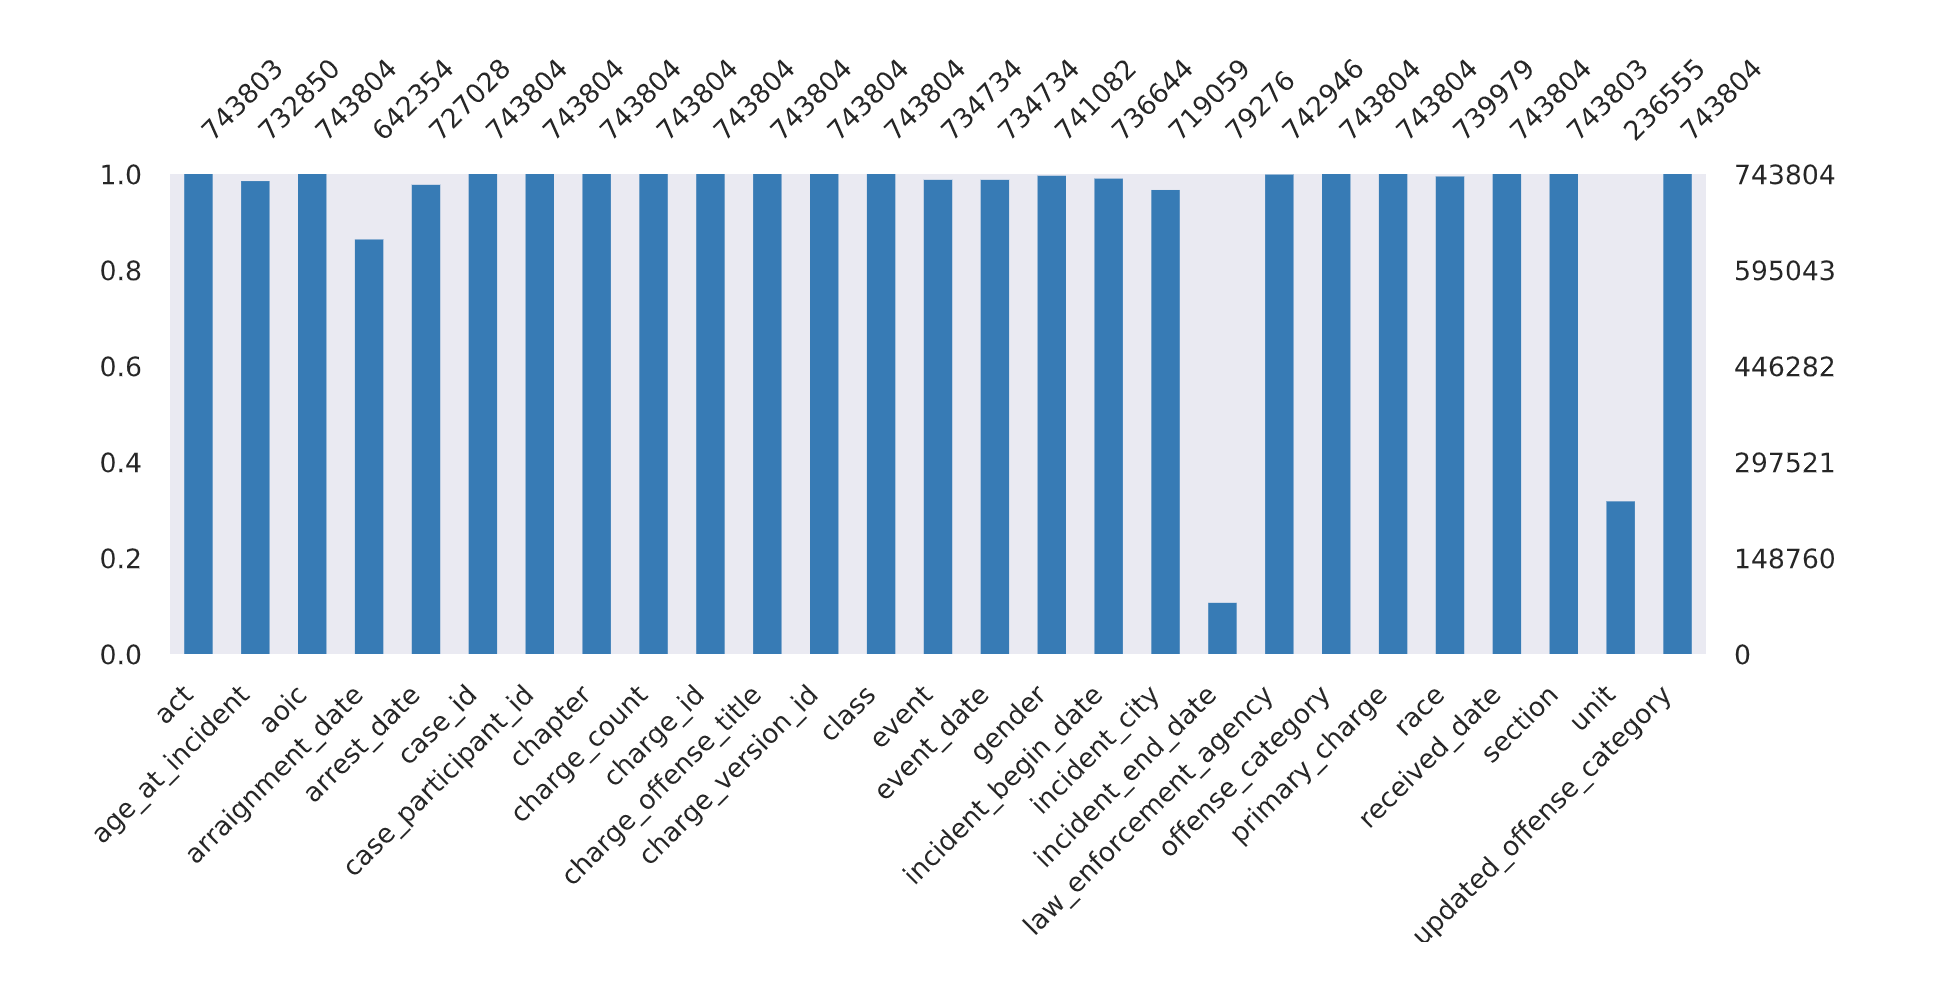 743803
732850
743804
642354
727028
743804
743804
743804
743804
743804
743804
743804
743804
734734
734734
741082
736644
719059
79276
742946
743804
743804
739979
743804
743803
236555
743804
1.0
0.8
0.6
0.4
0.2
0.0
743804
595043
446282
297521
148760
0
act
age_at_incident
aoic
arraignment_date
arrest_date
case_id
case_participant_id
chapter
charge_count
charge_id
charge_offense_title
charge_version_id
class
event
event_date
gender
incident_begin_date
incident_city
incident_end_date
law_enforcement_agency
offense_category
primary_charge
race
received_date
section
unit
updated_offense_category